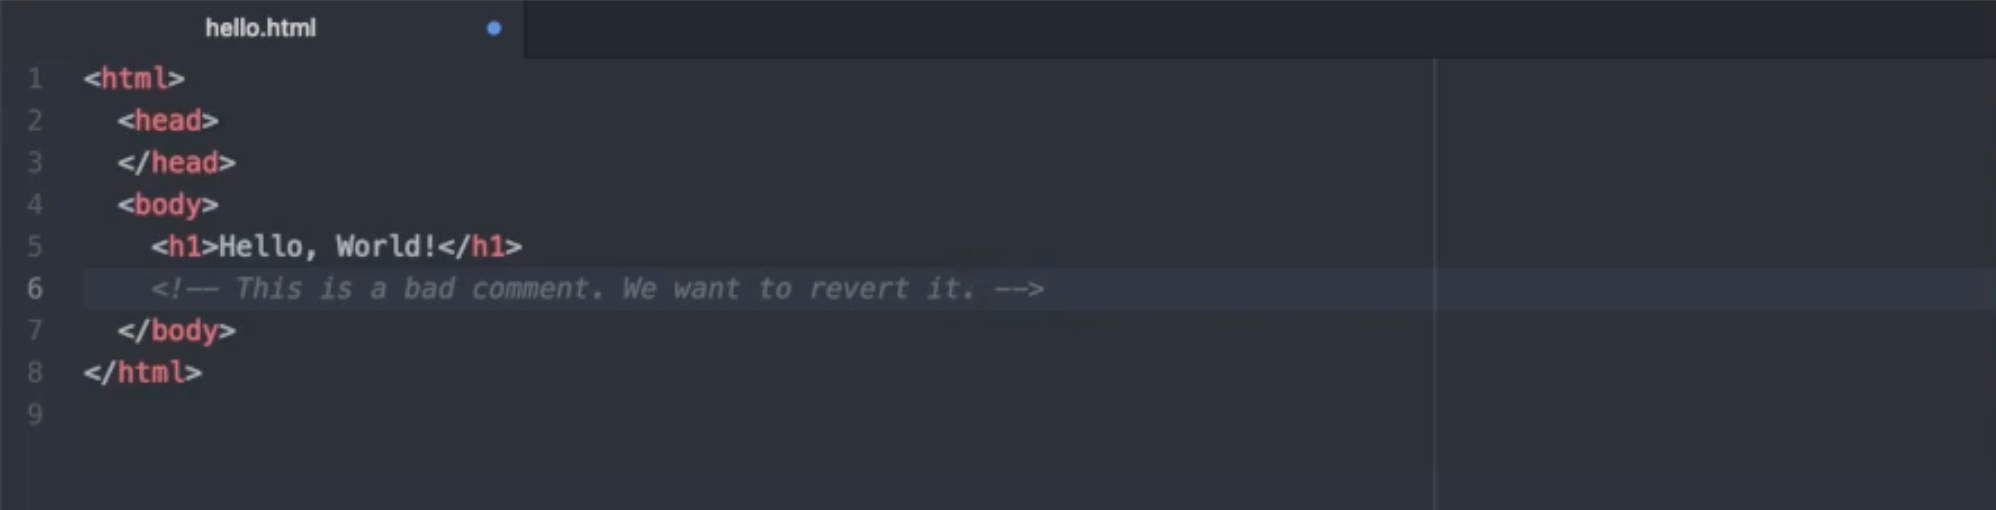 hello.html
1 <html>
2   <head>
3   </head>
4   <body>
5     <h1>Hello, World!</h1>
6     <!-- This is a bad comment. We want to revert it. -->
7   </body>
8 </html>
9